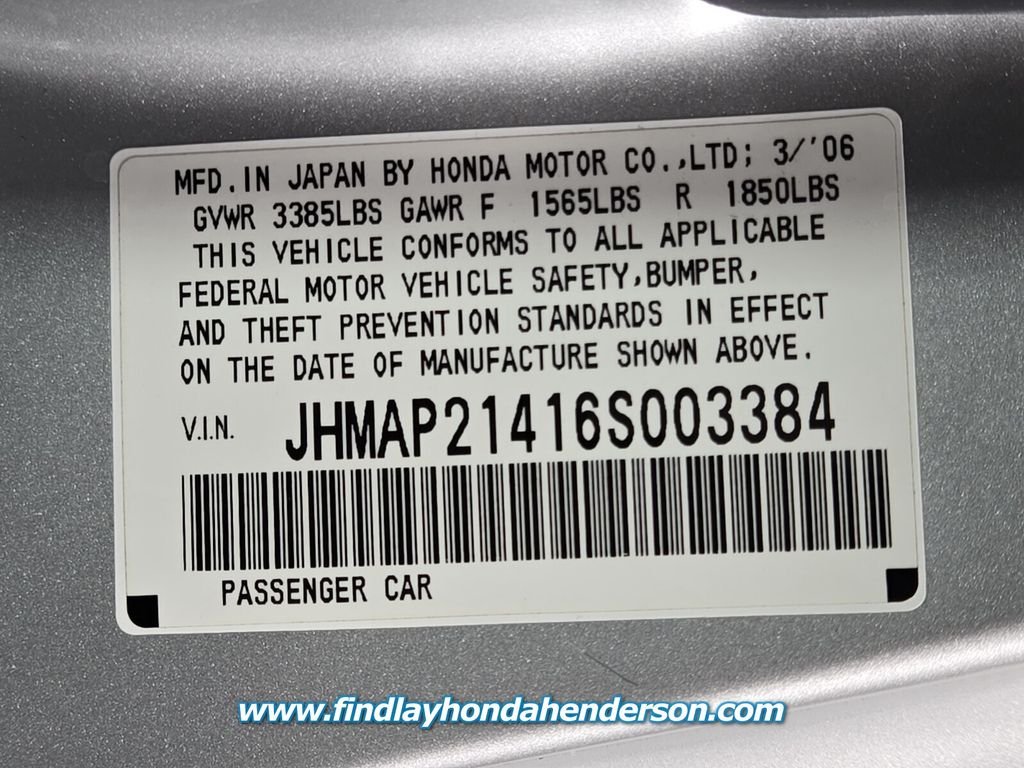 MFD. IN JAPAN BY HONDA MOTOR CO.,LTD; 3/'06
GVWR 3385LBS GAWR F 1565LBS R 1850LBS
THIS VEHICLE CONFORMS TO ALL APPLICABLE
FEDERAL MOTOR VEHICLE SAFETY,BUMPER,
AND THEFT PREVENTION STANDARDS IN EFFECT
ON THE DATE OF MANUFACTURE SHOWN ABOVE.
V.I.N. JHMAP21416S003384
PASSENGER CAR
www.findlayhondahenderson.com